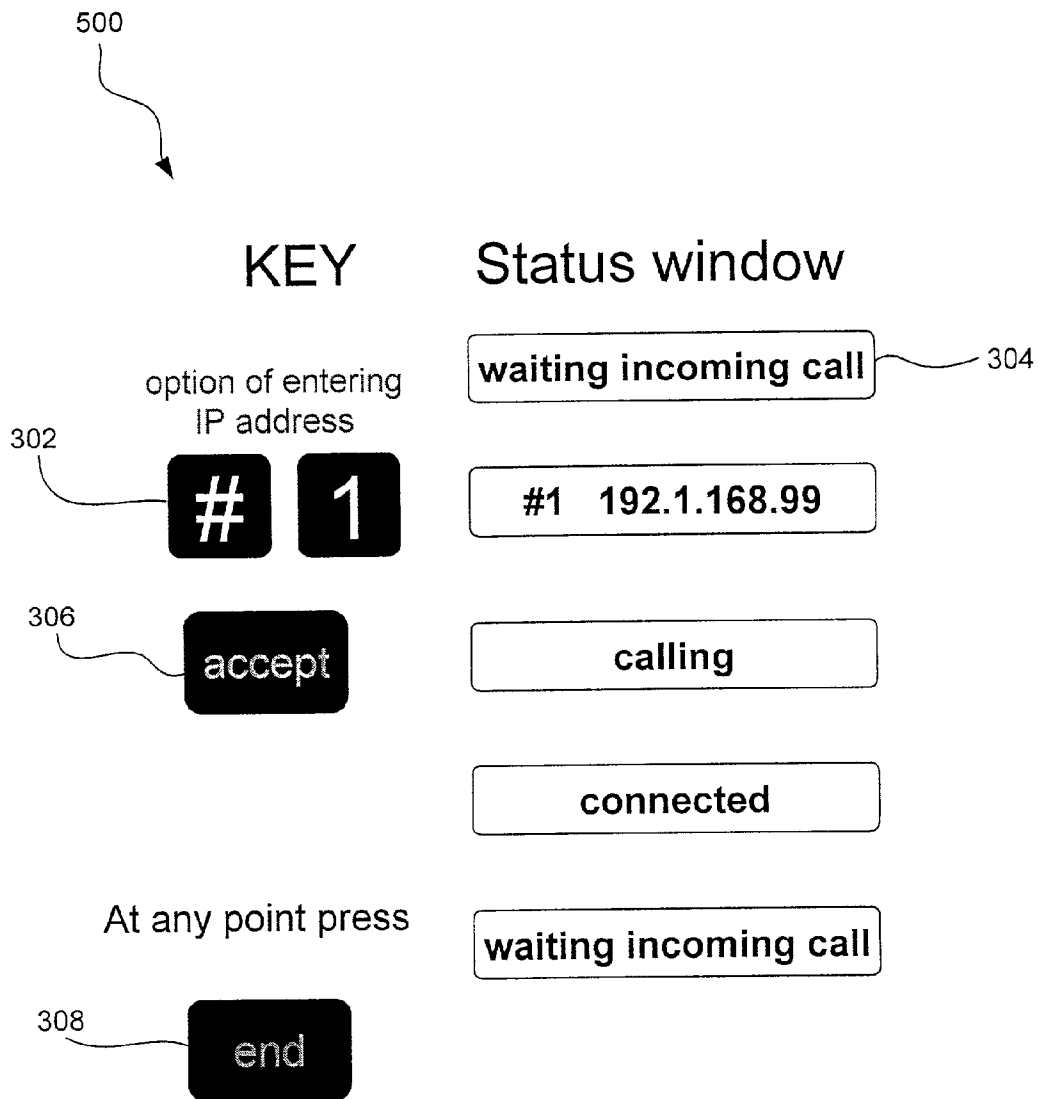 500
KEY Status window
waiting incoming call 304
option of entering
IP address
302
# 1 #1 192.1.168.99
306
accept calling
connected
At any point press waiting incoming call
308
end